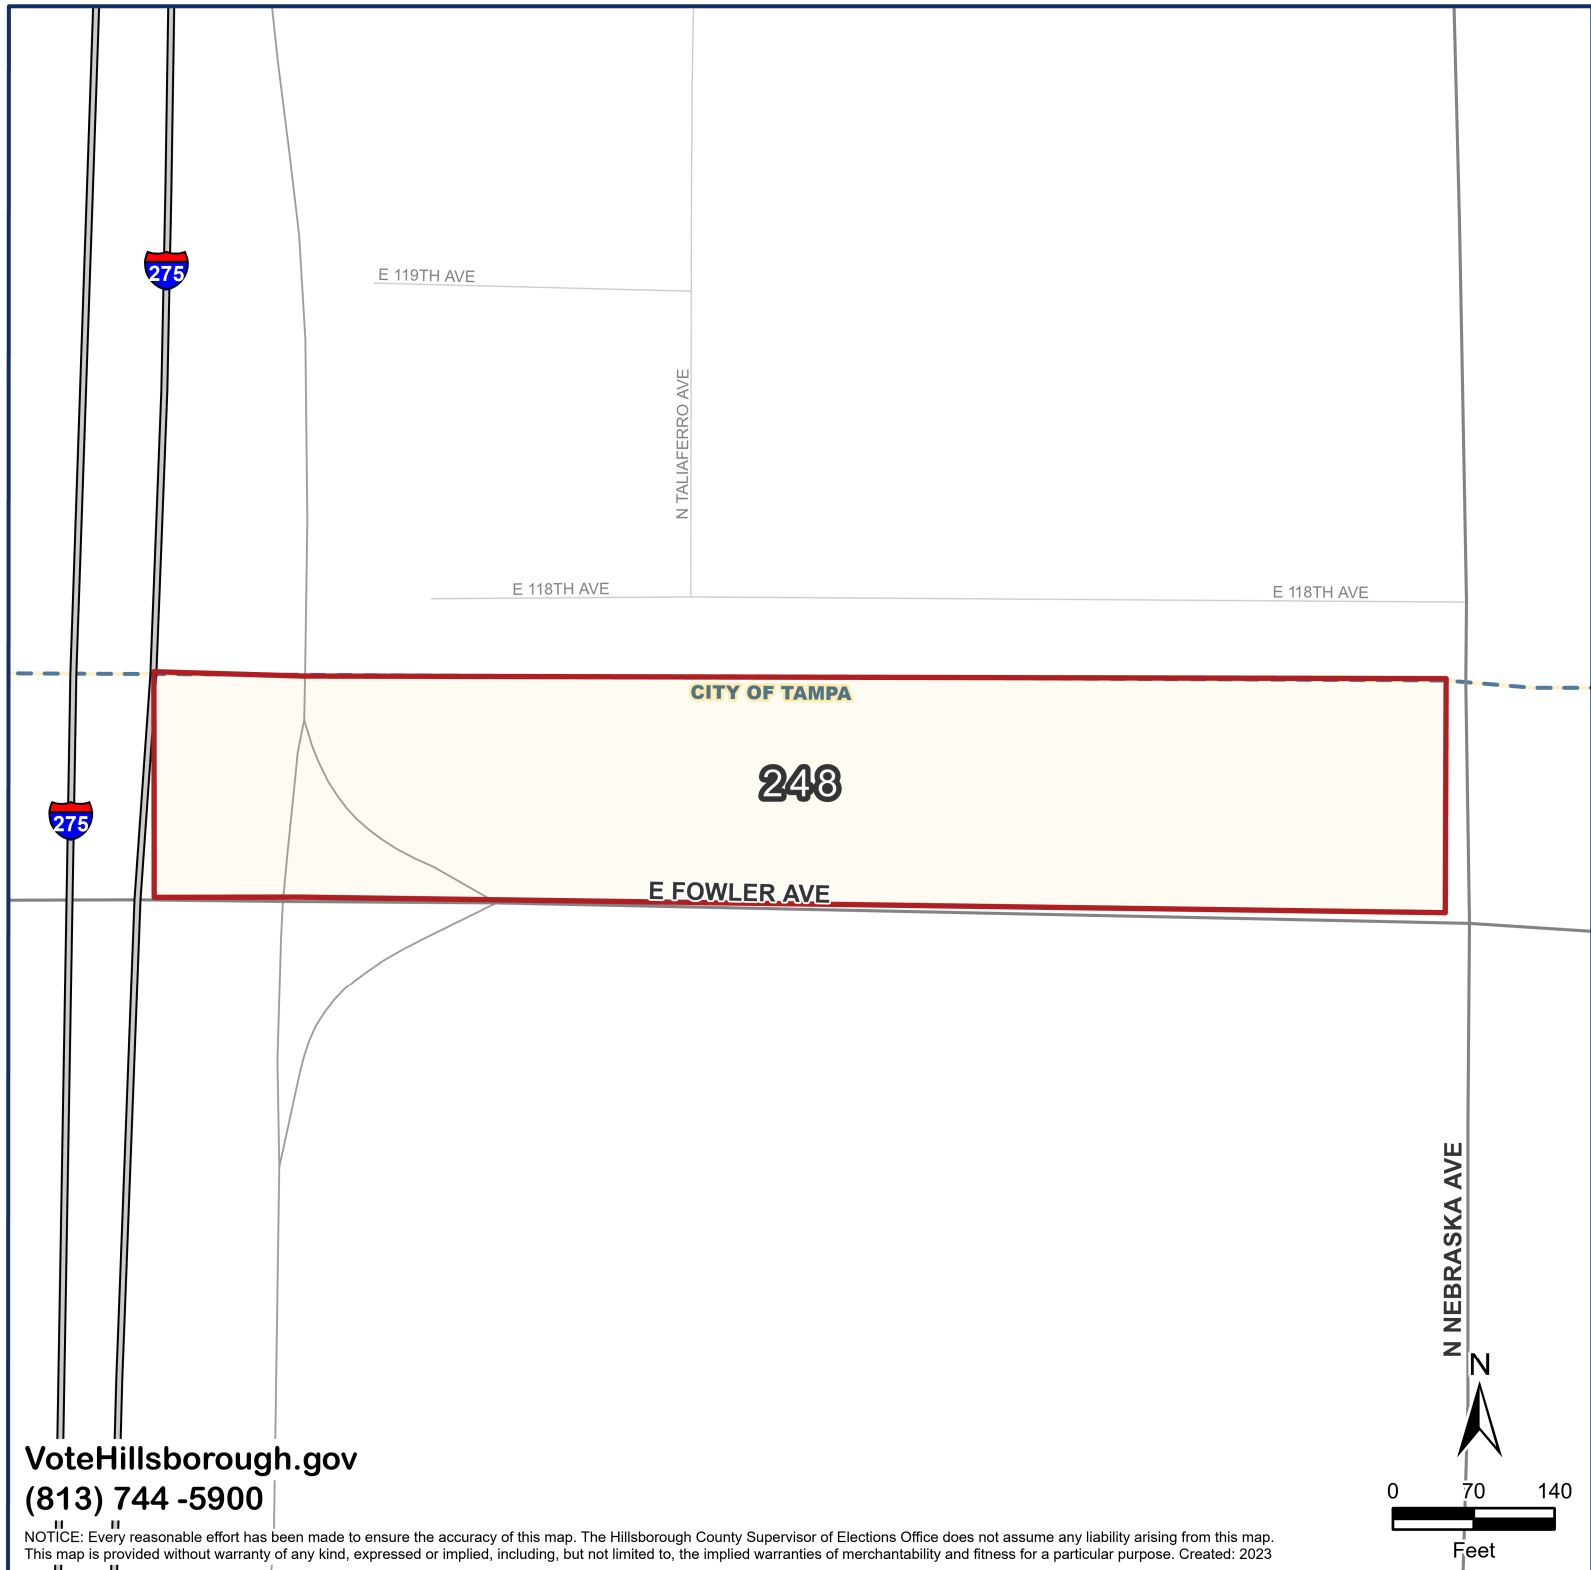 275
E 119TH AVE
N TALIAFERRO AVE
E 118TH AVE
E 118TH AVE
CITY OF TAMPA
248
275
E FOWLER AVE
N NEBRASKA AVE
N
VoteHillsborough.gov
(813) 744 -5900
0 70 140
Feet
NOTICE: Every reasonable effort has been made to ensure the accuracy of this map. The Hillsborough County Supervisor of Elections Office does not assume any liability arising from this map.
This map is provided without warranty of any kind, expressed or implied, including, but not limited to, the implied warranties of merchantability and fitness for a particular purpose. Created: 2023